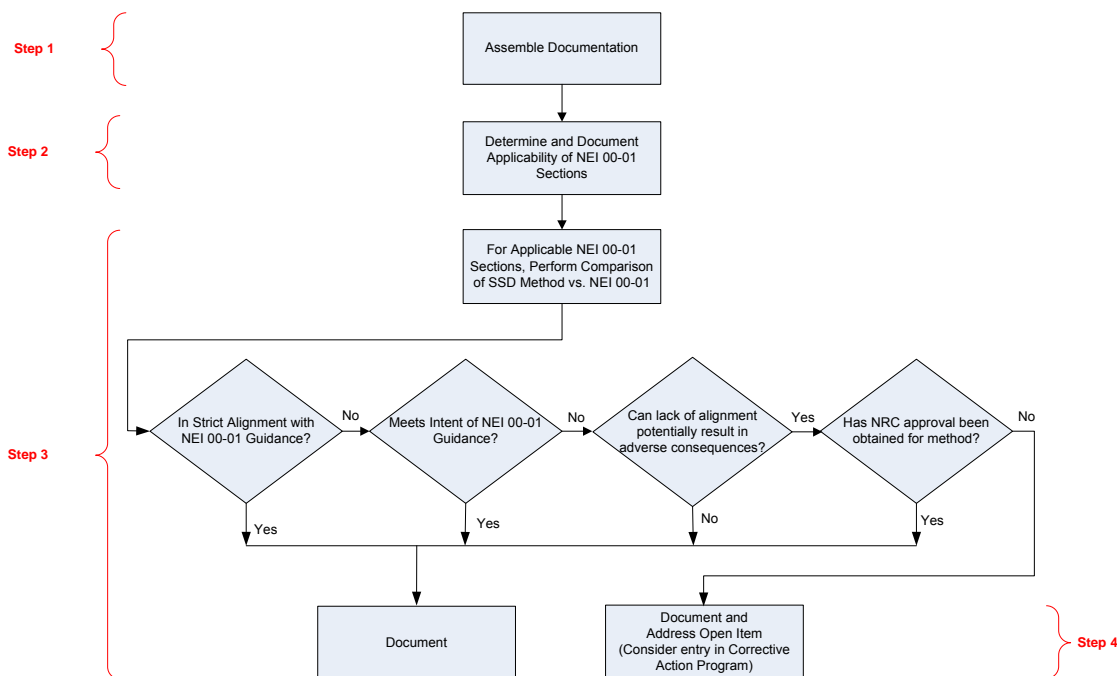 Step 1
Assemble Documentation
Step 2
Determine and Document
Applicability of NEI 00-01
Sections
For Applicable NEI 00-01
Sections, Perform Comparison
of SSD Method vs. NEI 00-01
Step 3
In Strict Alignment with
NEI 00-01 Guidance?
No
Meets Intent of NEI 00-01
Guidance?
No
Can lack of alignment
potentially result in
adverse consequences?
Yes
Has NRC approval been
obtained for method?
No
Yes
Yes
No
Yes
Document
Document and
Address Open Item
(Consider entry in Corrective
Action Program)
Step 4